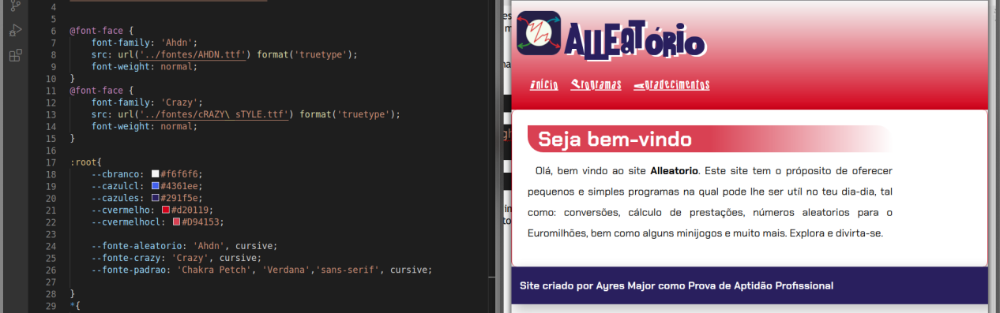 4
5
6 @font-face {
7 font-family: 'Ahdn';
8 src: url('../fontes/AHDN.ttf') format('truetype');
9 font-weight: normal;
10 }
11 @font-face {
12 font-family: 'Crazy';
13 src: url('../fontes/cRAZY\ sTYLE.ttf') format('truetype');
14 font-weight: normal;
15 }
16
17 :root{
18 --cbranco: #f6f6f6;
19 --cazulcl: #4361ee;
20 --cazules: #291f5e;
21 --cvermelho: #d20119;
22 --cvermelhocl: #D94153;
23
24 --fonte-aleatorio: 'Ahdn', cursive;
25 --fonte-crazy: 'Crazy', cursive;
26 --fonte-padrao: 'Chakra Petch', 'Verdana','sans-serif', cursive;
27
28 }
29 *{
ALLEATÓRIO
início Programas Agradecimentos
Seja bem-vindo
Olá, bem vindo ao site Alleatorio. Este site tem o próposito de oferecer
pequenos e simples programas na qual pode lhe ser utíl no teu dia-dia, tal
como: conversões, cálculo de prestações, números aleatorios para o
Euromilhões, bem como alguns minijogos e muito mais. Explora e divirta-se.
Site criado por Ayres Major como Prova de Aptidão Profissional